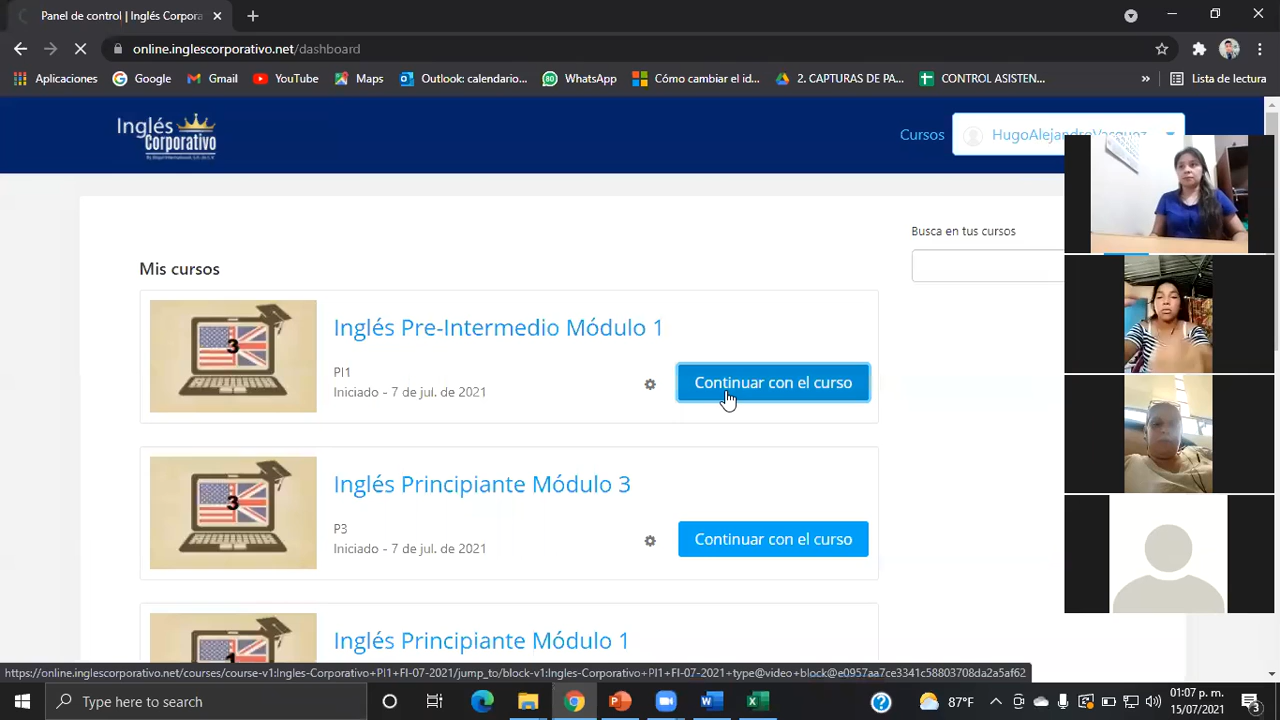 Panel de control | Inglés Corpora
online.inglescorporativo.net/dashboard
Aplicaciones Google Gmail YouTube Maps Outlook: calendario... WhatsApp Cómo cambiar el id... 2. CAPTURAS DE PA... CONTROL ASISTEN... » Lista de lectura
Inglés
Corporativo
Cursos HugoAlejandroVasquez
Busca en tus cursos
Mis cursos
3
Inglés Pre-Intermedio Módulo 1
PI1
Iniciado - 7 de jul. de 2021
Continuar con el curso
3
Inglés Principiante Módulo 3
P3
Iniciado - 7 de jul. de 2021
Continuar con el curso
1
Inglés Principiante Módulo 1
https://online.inglescorporativo.net/courses/course-v1:Ingles-Corporativo+PI1+FI-07-2021/jump_to/block-v1:Ingles-Corporativo+PI1+FI-07-2021+type@video+block@e0957aa7ce3341c58803708da2a5af62
Type here to search
87°F
01:07 p. m.
15/07/2021
3